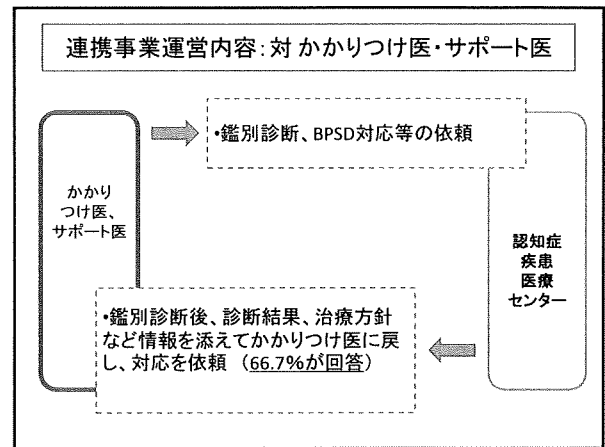 連携事業運営内容:対 かかりつけ医・サポート医
•鑑別診断、BPSD対応等の依頼
かかり
つけ医、
サポート医
認知症
疾患
医療
センター
•鑑別診断後、診断結果、治療方針
など情報を添えてかかりつけ医に戻
し、対応を依頼 (66.7%が回答)